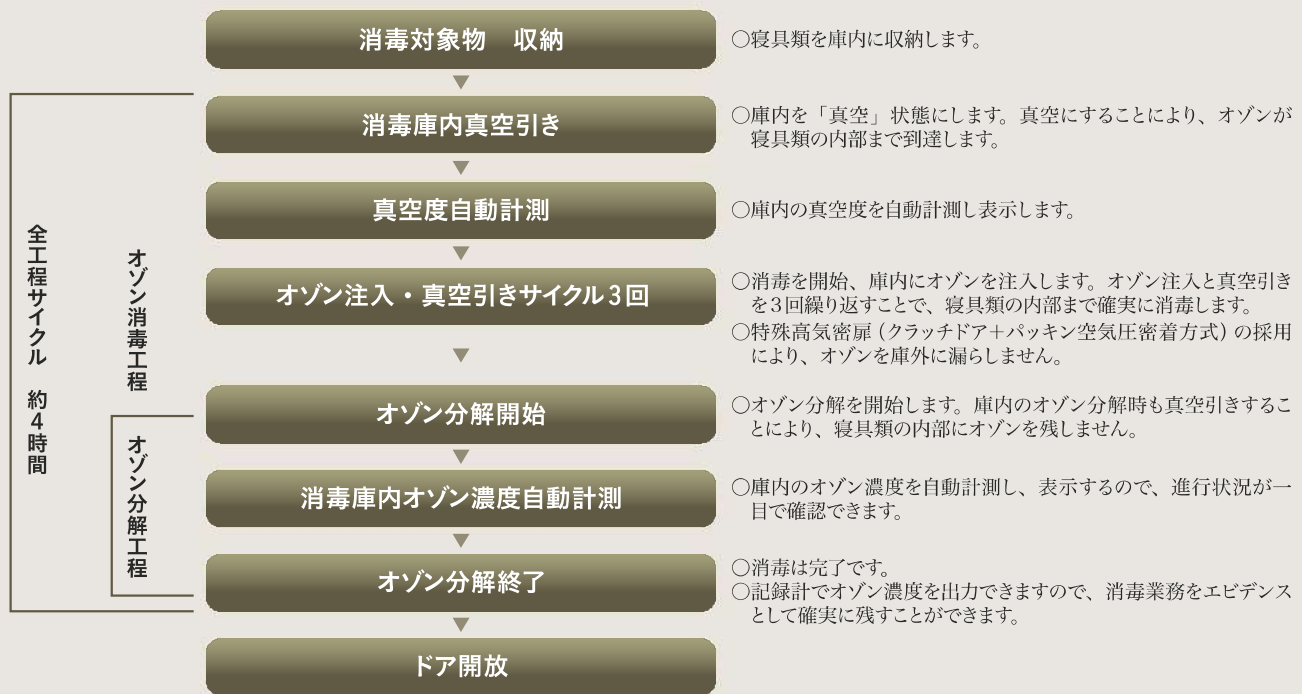 消毒対象物　収納
○寝具類を庫内に収納します。
消毒庫内真空引き
○庫内を「真空」状態にします。真空にすることにより、オゾンが
寝具類の内部まで到達します。
真空度自動計測
○庫内の真空度を自動計測し表示します。
オゾン注入・真空引きサイクル3回
○消毒を開始、庫内にオゾンを注入します。オゾン注入と真空引き
を3回繰り返すことで、寝具類の内部まで確実に消毒します。
○特殊高気密扉（クラッチドア＋パッキン空気圧密着方式）の採用
により、オゾンを庫外に漏らしません。
オゾン分解開始
○オゾン分解を開始します。庫内のオゾン分解時も真空引きするこ
とにより、寝具類の内部にオゾンを残しません。
消毒庫内オゾン濃度自動計測
○庫内のオゾン濃度を自動計測し、表示するので、進行状況が一
目で確認できます。
オゾン分解終了
○消毒は完了です。
○記録計でオゾン濃度を出力できますので、消毒業務をエビデンス
として確実に残すことができます。
ドア開放
全工程サイクル　約4時間
オゾン消毒工程
オゾン分解工程